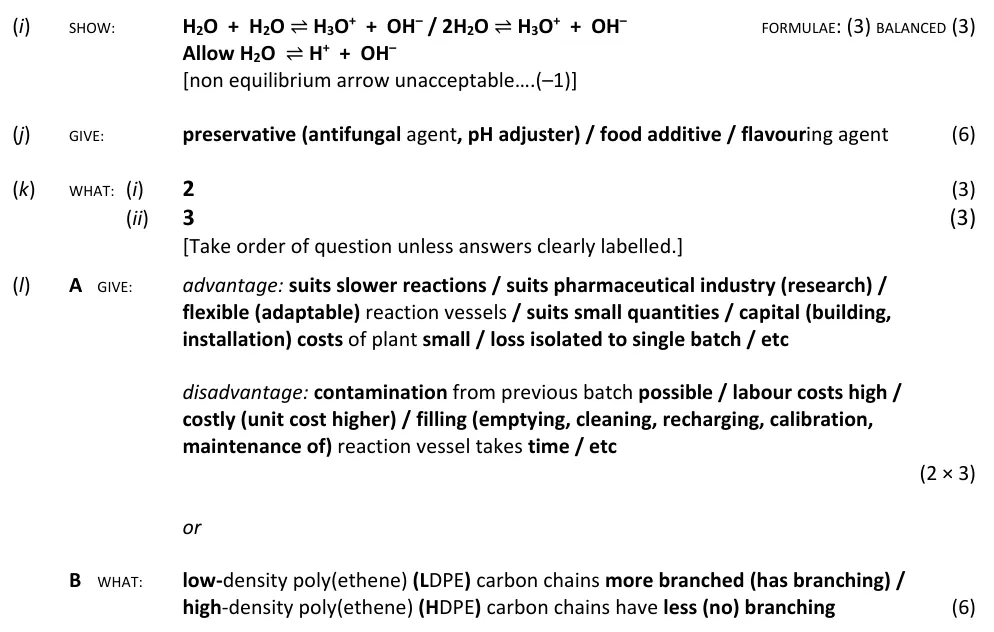 (i) SHOW: H₂O + H₂O ⇌ H₃O⁺ + OH⁻ / 2H₂O ⇌ H₃O⁺ + OH⁻ FORMULAE: (3) BALANCED (3)
Allow H₂O ⇌ H⁺ + OH⁻
[non equilibrium arrow unacceptable....(–1)]
(j) GIVE: preservative (antifungal agent, pH adjuster) / food additive / flavouring agent (6)
(k) WHAT: (i) 2 (3)
(ii) 3 (3)
[Take order of question unless answers clearly labelled.]
(l) A GIVE: advantage: suits slower reactions / suits pharmaceutical industry (research) /
flexible (adaptable) reaction vessels / suits small quantities / capital (building,
installation) costs of plant small / loss isolated to single batch / etc
disadvantage: contamination from previous batch possible / labour costs high /
costly (unit cost higher) / filling (emptying, cleaning, recharging, calibration,
maintenance of) reaction vessel takes time / etc
(2 × 3)
or
B WHAT: low-density poly(ethene) (LDPE) carbon chains more branched (has branching) /
high-density poly(ethene) (HDPE) carbon chains have less (no) branching (6)